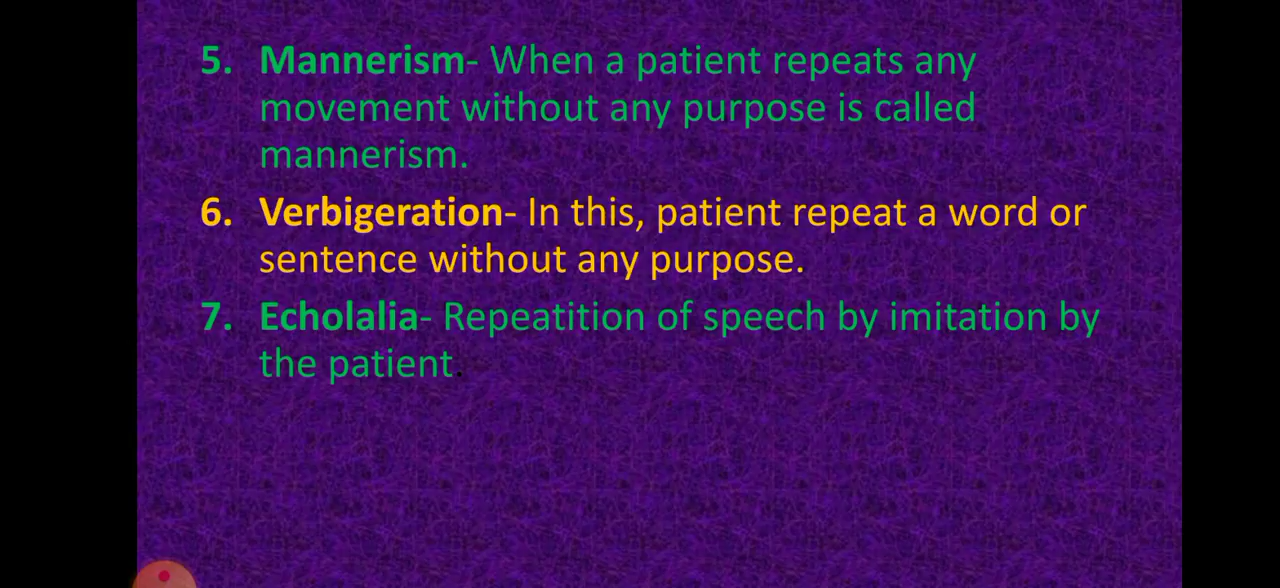 5. Mannerism- When a patient repeats any
movement without any purpose is called
mannerism.
6. Verbigeration- In this, patient repeat a word or
sentence without any purpose.
7. Echolalia- Repeatition of speech by imitation by
the patient.